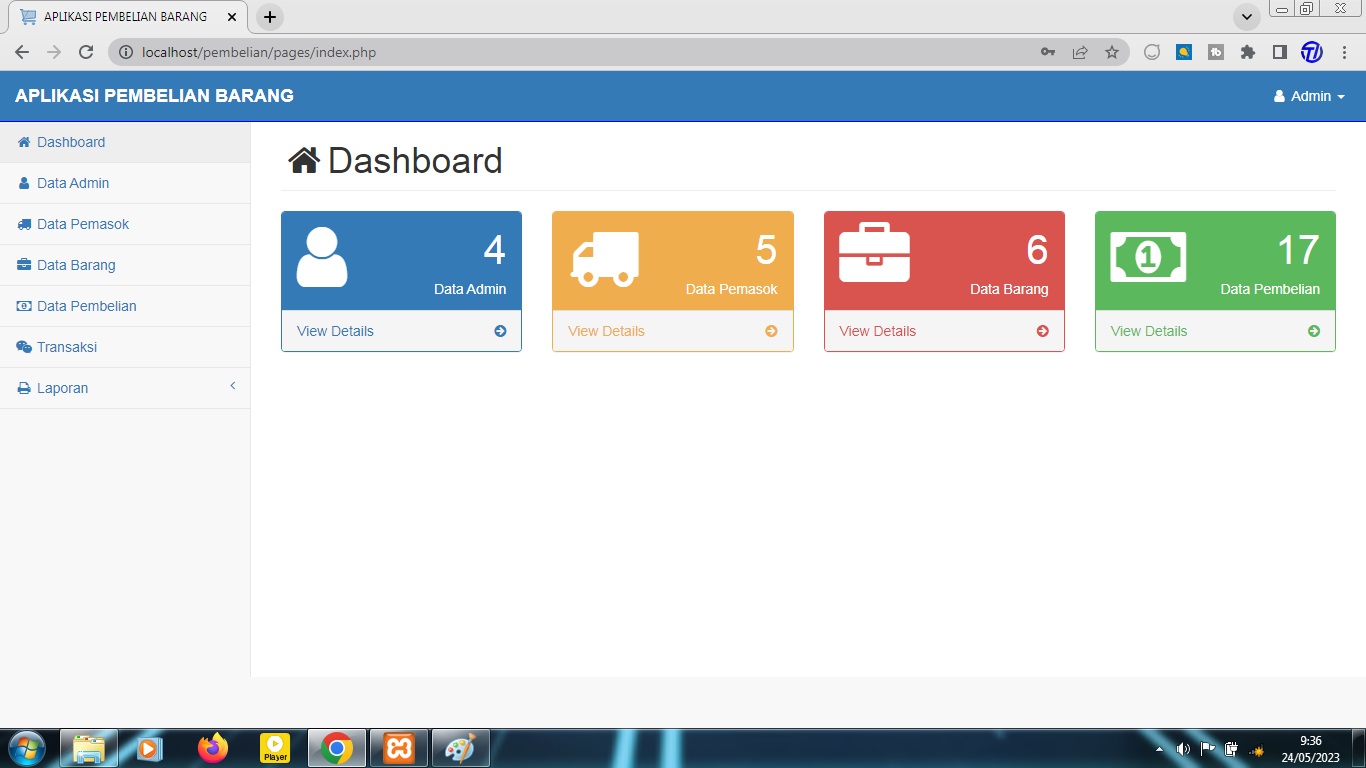 APLIKASI PEMBELIAN BARANG
localhost/pembelian/pages/index.php
APLIKASI PEMBELIAN BARANG
Admin
Dashboard
Data Admin
Data Pemasok
Data Barang
Data Pembelian
Transaksi
Laporan
Dashboard
4
Data Admin
View Details
5
Data Pemasok
View Details
6
Data Barang
View Details
1
17
Data Pembelian
View Details
Player
9:36
24/05/2023